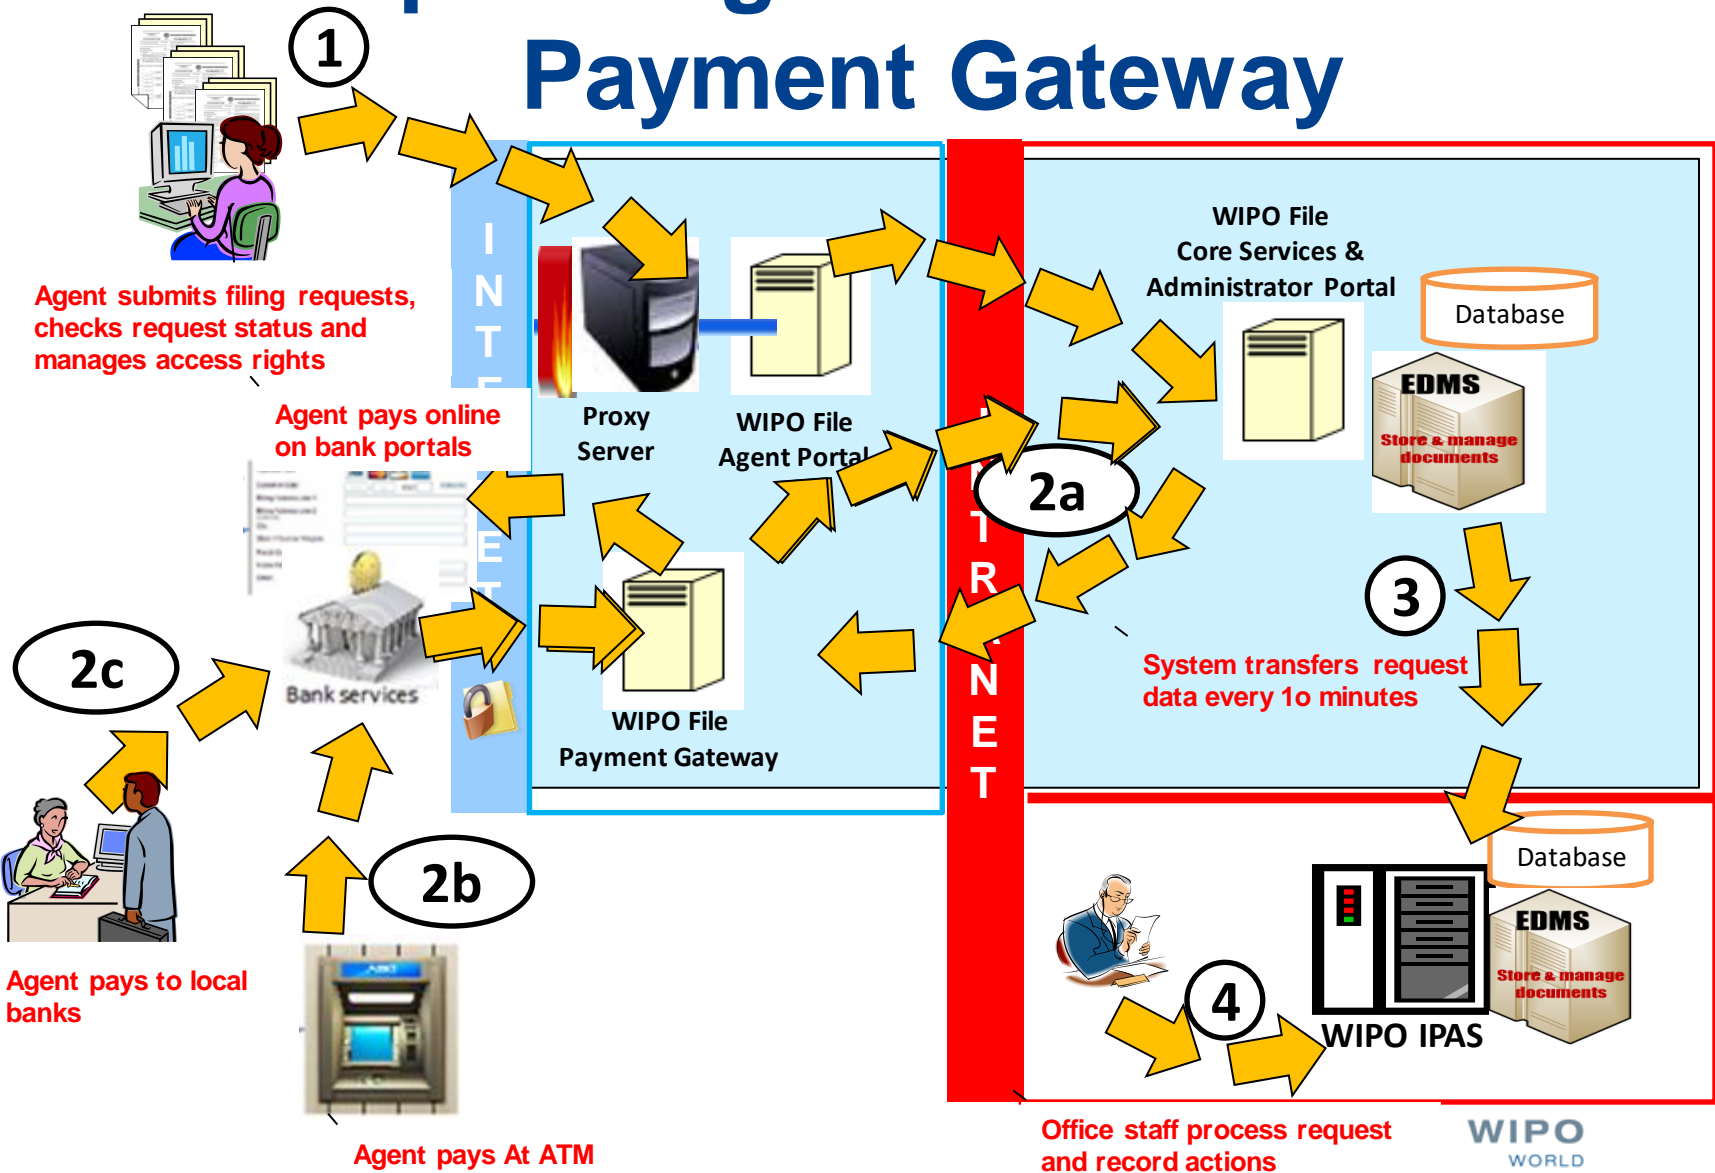 Payment Gateway
1
INTERNET
INTRANET
WIPO File
Core Services &
Administrator Portal
Database
EDMS
Store & manage
documents
Agent submits filing requests,
checks request status and
manages access rights
Agent pays online
on bank portals
Proxy
Server
WIPO File
Agent Portal
2a
3
2c
Bank services
WIPO File
Payment Gateway
System transfers request
data every 1o minutes
2b
Database
EDMS
Store & manage
documents
Agent pays to local
banks
4
WIPO IPAS
Agent pays At ATM
Office staff process request
and record actions
WIPO
WORLD